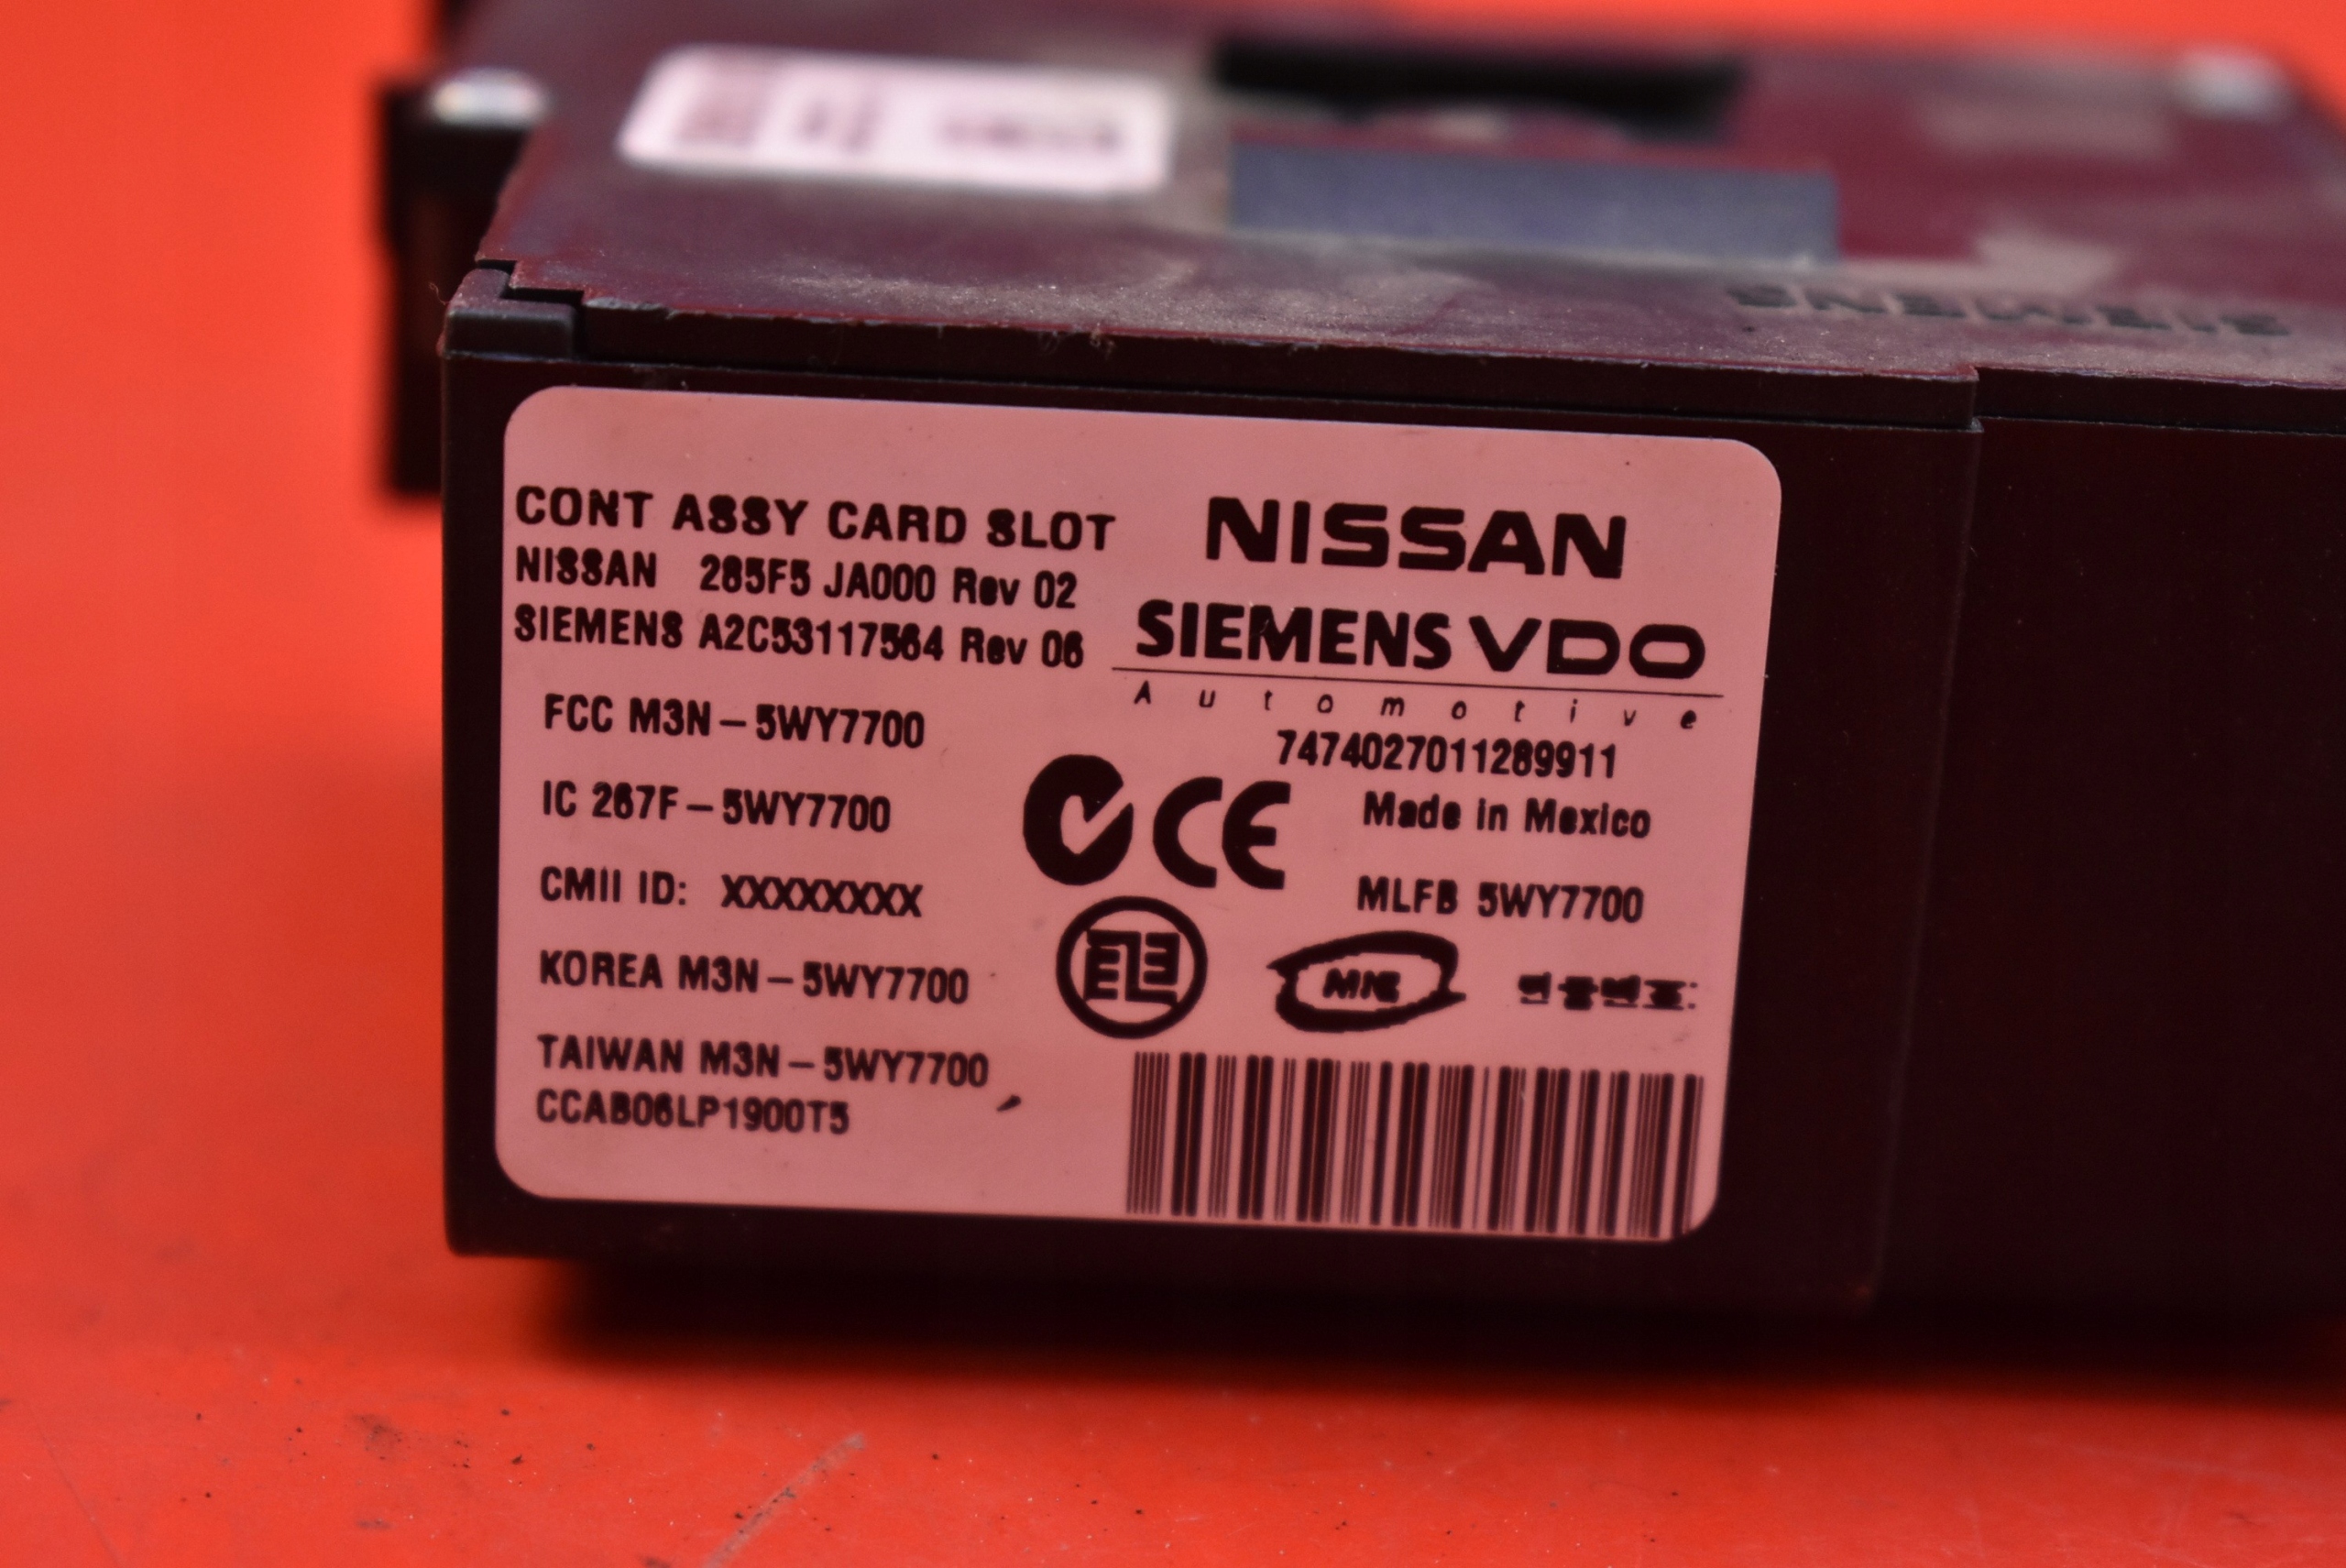 CONT ASSY CARD SLOT
NISSAN 285F5 JA000 Rev 02
SIEMENS A2C53117564 Rev 06
FCC M3N-5WY7700
IC 267F-5WY7700
CMII ID: XXXXXXXX
KOREA M3N-5WY7700
TAIWAN M3N-5WY7700
CCAB06LP1900T5
NISSAN
SIEMENS VDO
Automotive
7474027011289911
CE
Made in Mexico
MLFB 5WY7700
MIC
SIEMENS